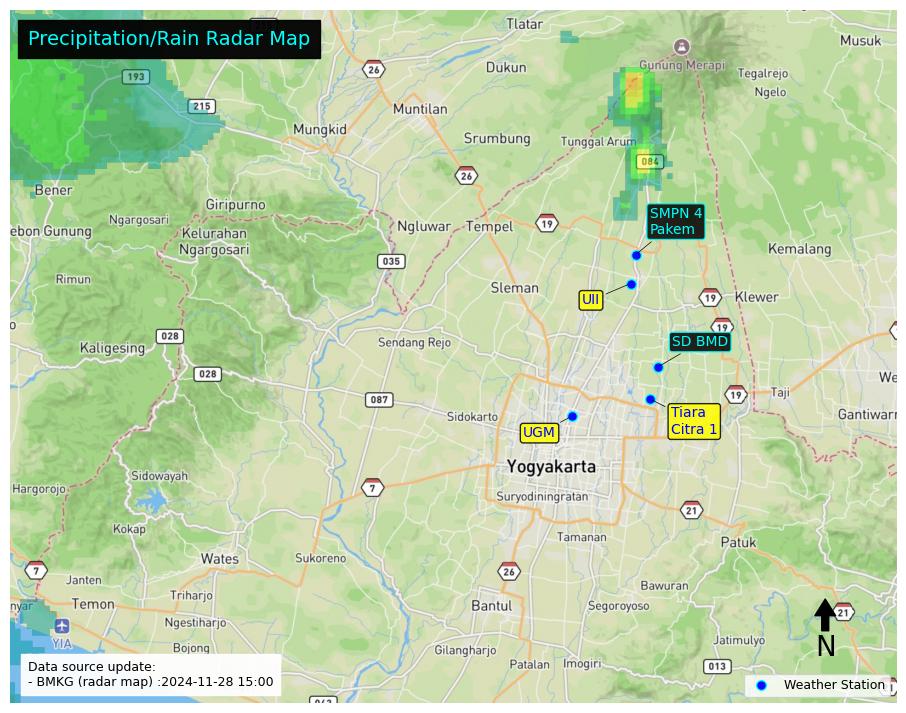 Precipitation/Rain Radar Map
Tlatar
Musuk
26
Dukun
Gunung Merapi
Tegalrejo
Ngelo
193
215
Muntilan
Mungkid
Srumbung
Tunggal Arum
084
26
Bener
Giripurno
Ngargosari
Ngluwar
Tempel
19
SMPN 4
Pakem
ebon Gunung
Kelurahan
Ngargosari
Kemalang
035
Rimun
Sleman
UII
19
Klewer
19
028
Kaligesing
Sendang Rejo
SD BMD
028
We
087
19
Taji
Sidokarto
Tiara
Citra 1
Gantiwarn
UGM
Yogyakarta
Sidowayah
Hargorojo
7
Suryodiningratan
21
Kokap
Tamanan
Patuk
Wates
Sukoreno
7
26
Janten
Bawuran
Triharjo
nyar
Temon
Bantul
Segoroyoso
21
Ngestiharjo
YIA
Jatimulyo
N
Bojong
Gilangharjo
Patalan
Imogiri
013
Data source update:
- BMKG (radar map) :2024-11-28 15:00
Weather Station